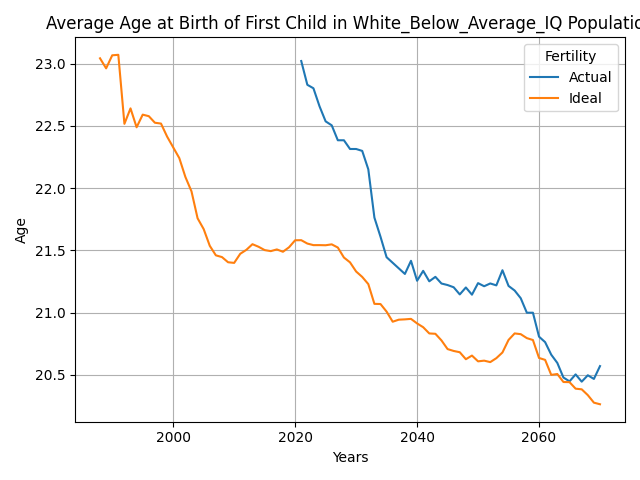 Average Age at Birth of First Child in White_Below_Average_IQ Populatio
Fertility
Actual
Ideal
Age
23.0
22.5
22.0
21.5
21.0
20.5
2000 2020 2040 2060
Years